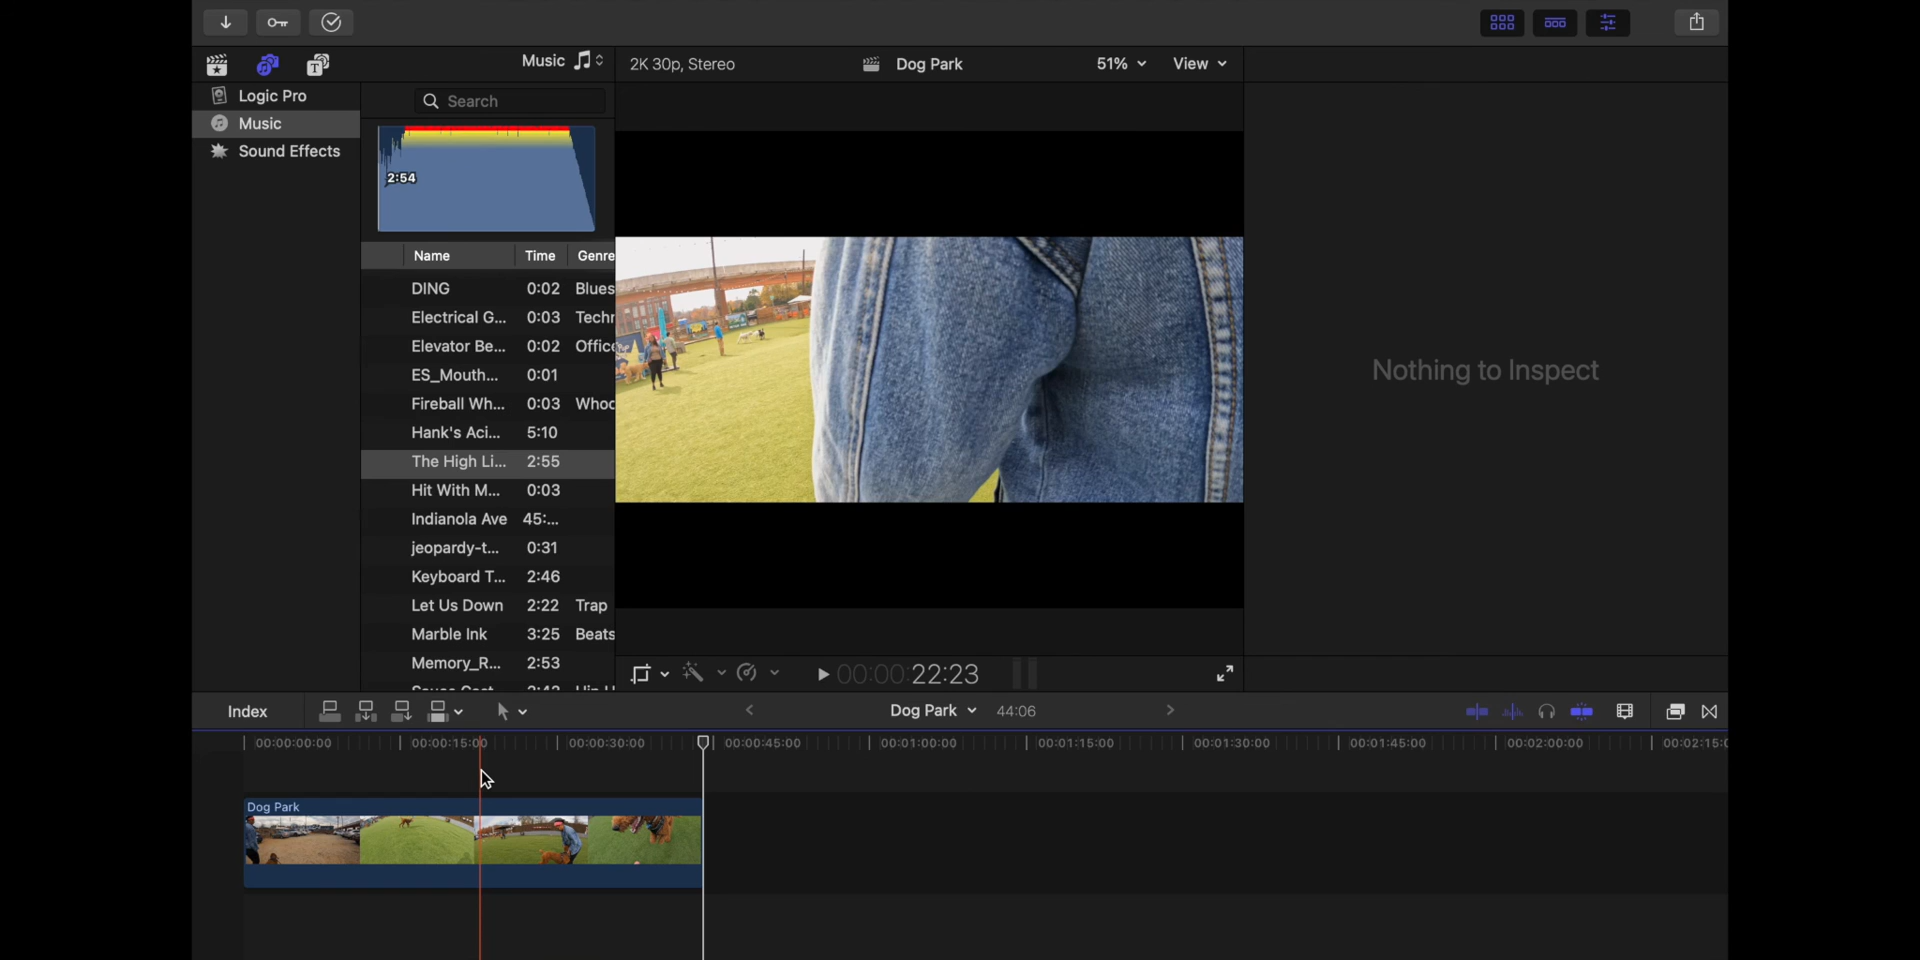 Music
2K 30p, Stereo
Dog Park
51%
View
Logic Pro
Music
Sound Effects
Search
2:54
Name Time Genre
DING 0:02 Blues
Electrical G... 0:03 Techn
Elevator Be... 0:02 Office
ES_Mouth... 0:01
Fireball Wh... 0:03 Whoo
Hank's Aci... 5:10
The High Li... 2:55
Hit With M... 0:03
Indianola Ave 45:...
jeopardy-t... 0:31
Keyboard T... 2:46
Let Us Down 2:22 Trap
Marble Ink 3:25 Beats
Memory_R... 2:53
Nothing to Inspect
00:00:22:23
Index
Dog Park
44:06
00:00:00:00 00:00:15:00 00:00:30:00 00:00:45:00 00:01:00:00 00:01:15:00 00:01:30:00 00:01:45:00 00:02:00:00 00:02:15:0
Dog Park